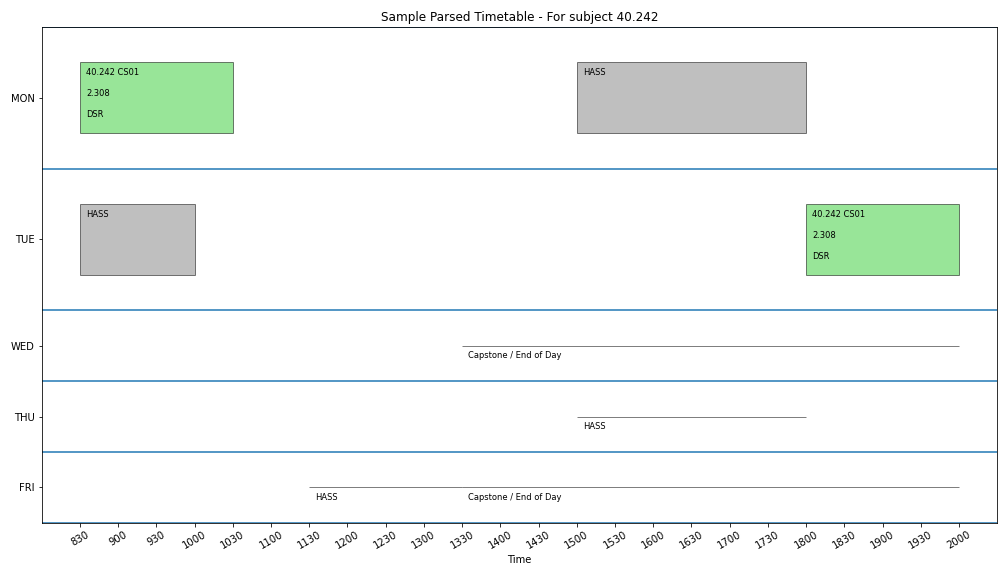 Sample Parsed Timetable - For subject 40.242
MON
40.242 CS01
2.308
DSR
HASS
TUE
HASS
40.242 CS01
2.308
DSR
WED
Capstone / End of Day
THU
HASS
FRI
HASS
Capstone / End of Day
830 900 930 1000 1030 1100 1130 1200 1230 1300 1330 1400 1430 1500 1530 1600 1630 1700 1730 1800 1830 1900 1930 2000
Time